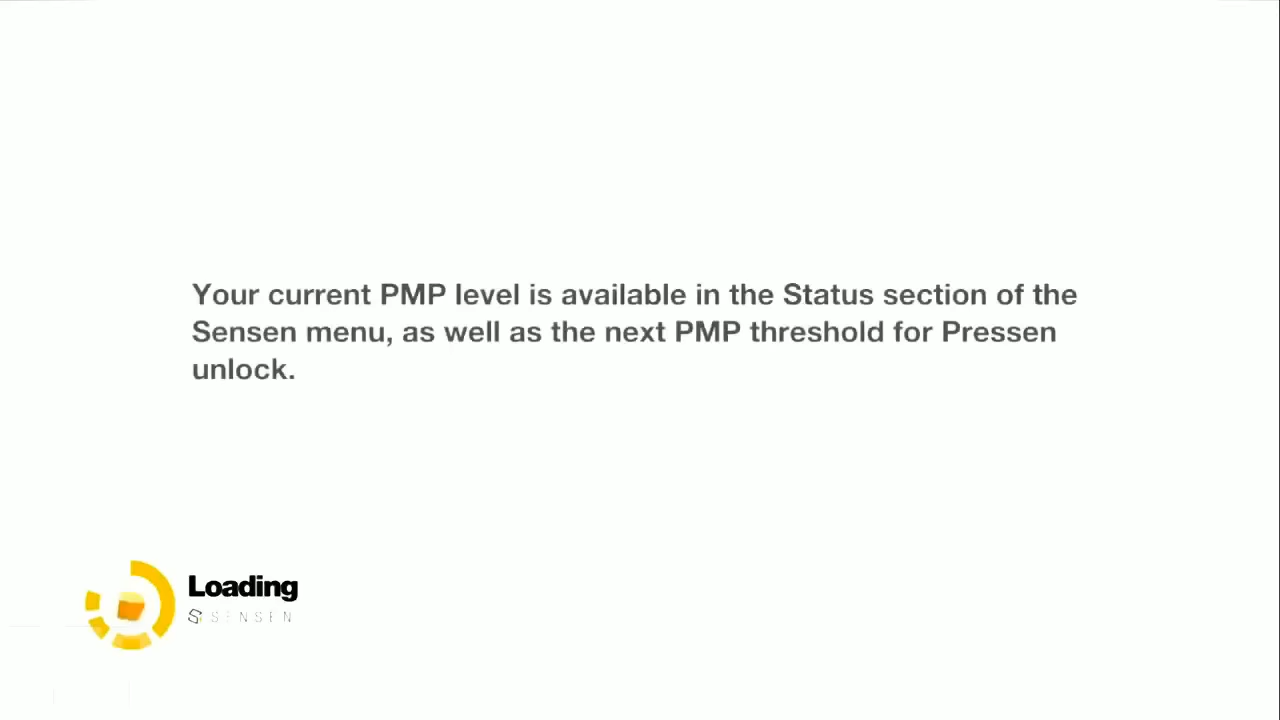 Your current PMP level is available in the Status section of the
Sensen menu, as well as the next PMP threshold for Pressen
unlock.
Loading
SENSEN